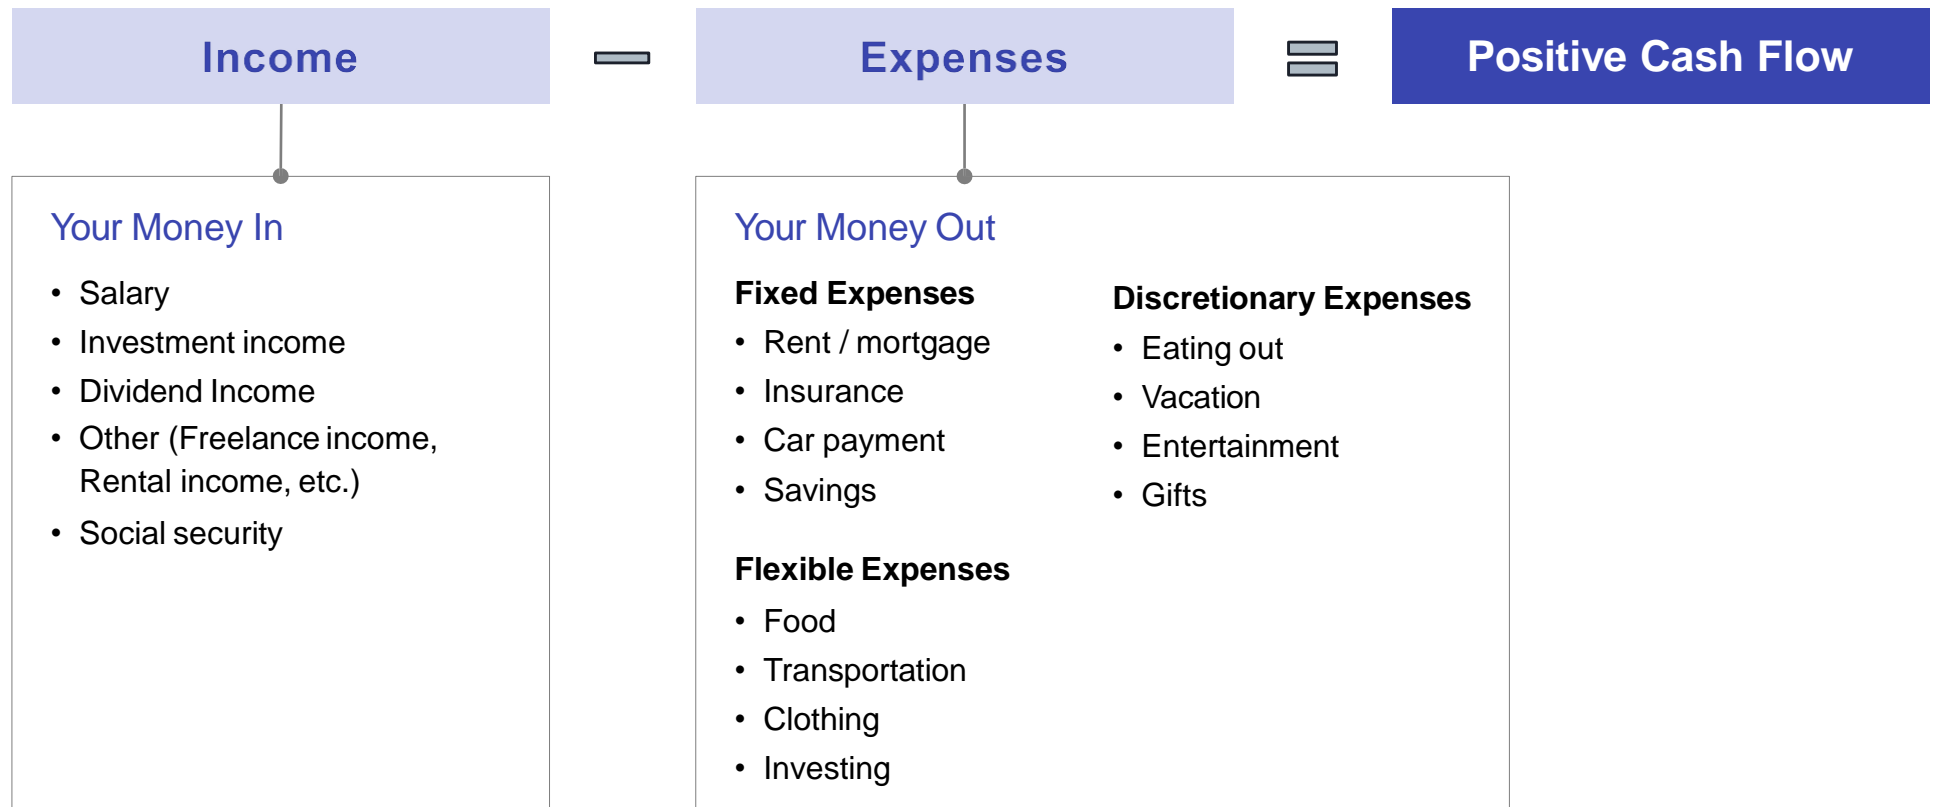 Income
Expenses
Positive Cash Flow
Your Money In
• Salary
• Investment income
• Dividend Income
• Other (Freelance income,
Rental income, etc.)
• Social security
Your Money Out
Fixed Expenses
• Rent / mortgage
• Insurance
• Car payment
• Savings
Flexible Expenses
• Food
• Transportation
• Clothing
• Investing
Discretionary Expenses
• Eating out
• Vacation
• Entertainment
• Gifts